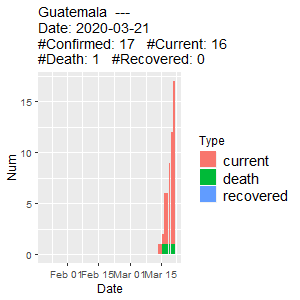 Guatemala  ---
Date: 2020-03-21
#Confirmed: 17   #Current: 16
#Death: 1   #Recovered: 0
15
10
5
0
Num
Feb 01
Feb 15
Mar 01
Mar 15
Date
Type
current
death
recovered